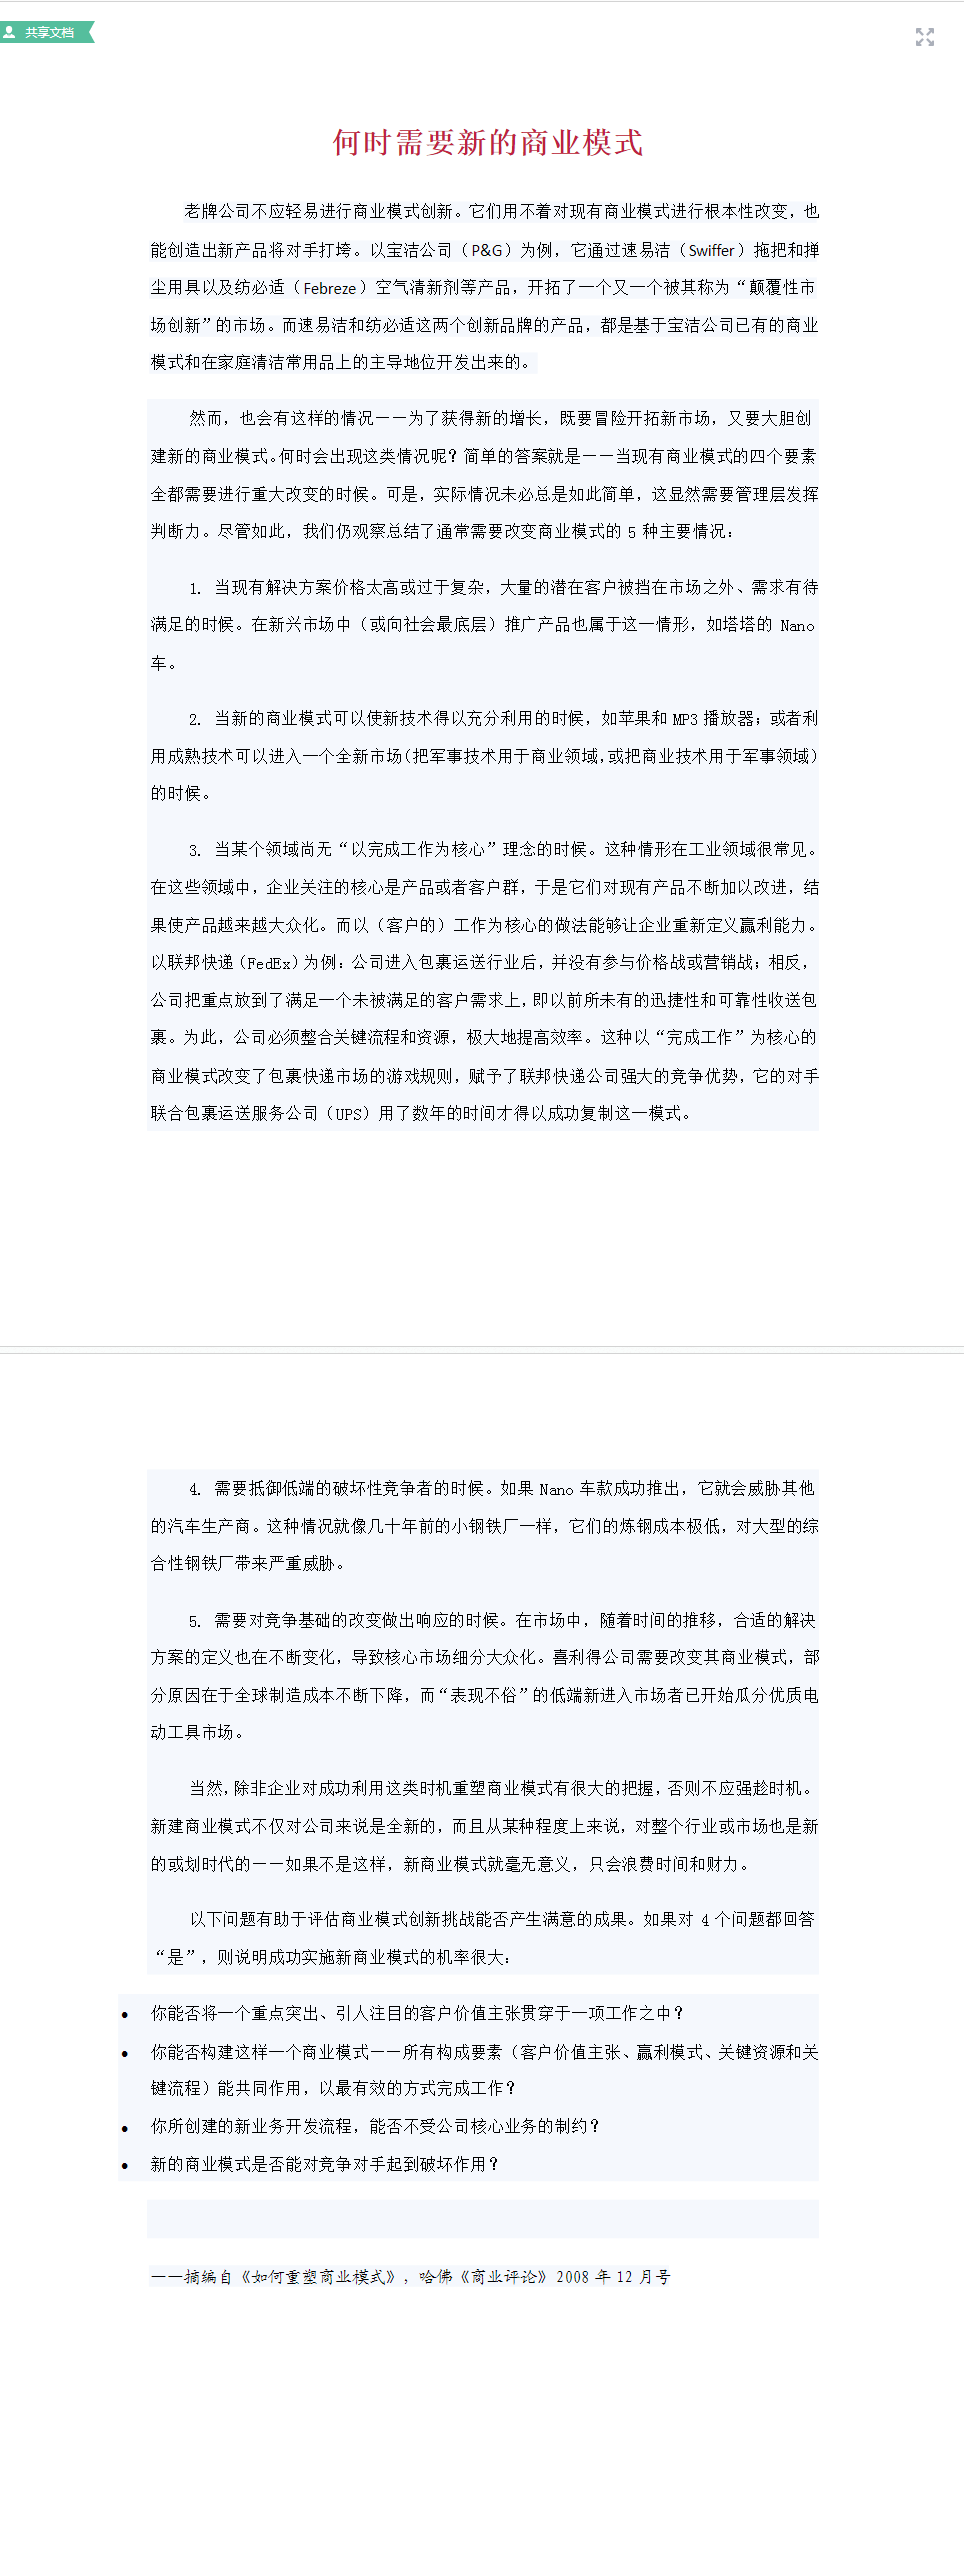 共享文档
何时需要新的商业模式
老牌公司不应轻易进行商业模式创新。它们用不着对现有商业模式进行根本性改变，也
能创造出新产品将对手打垮。以宝洁公司（P&G）为例，它通过速易洁（Swiffer）拖把和掸
尘用具以及纺必适（Febreze）空气清新剂等产品，开拓了一个又一个被其称为“颠覆性市
场创新”的市场。而速易洁和纺必适这两个创新品牌的产品，都是基于宝洁公司已有的商业
模式和在家庭清洁常用品上的主导地位开发出来的。
然而，也会有这样的情况——为了获得新的增长，既要冒险开拓新市场，又要大胆创
建新的商业模式。何时会出现这类情况呢？简单的答案就是——当现有商业模式的四个要素
全都需要进行重大改变的时候。可是，实际情况未必总是如此简单，这显然需要管理层发挥
判断力。尽管如此，我们仍观察总结了通常需要改变商业模式的 5 种主要情况：
1. 当现有解决方案价格太高或过于复杂，大量的潜在客户被挡在市场之外、需求有待
满足的时候。在新兴市场中（或向社会最底层）推广产品也属于这一情形，如塔塔的 Nano
车。
2. 当新的商业模式可以使新技术得以充分利用的时候，如苹果和 MP3 播放器；或者利
用成熟技术可以进入一个全新市场（把军事技术用于商业领域，或把商业技术用于军事领域）
的时候。
3. 当某个领域尚无“以完成工作为核心”理念的时候。这种情形在工业领域很常见。
在这些领域中，企业关注的核心是产品或者客户群，于是它们对现有产品不断加以改进，结
果使产品越来越大众化。而以（客户的）工作为核心的做法能够让企业重新定义赢利能力。
以联邦快递（FedEx）为例：公司进入包裹运送行业后，并没有参与价格战或营销战；相反，
公司把重点放到了满足一个未被满足的客户需求上，即以前所未有的迅捷性和可靠性收送包
裹。为此，公司必须整合关键流程和资源，极大地提高效率。这种以“完成工作”为核心的
商业模式改变了包裹快递市场的游戏规则，赋予了联邦快递公司强大的竞争优势，它的对手
联合包裹运送服务公司（UPS）用了数年的时间才得以成功复制这一模式。
4. 需要抵御低端的破坏性竞争者的时候。如果 Nano 车款成功推出，它就会威胁其他
的汽车生产商。这种情况就像几十年前的小钢铁厂一样，它们的炼钢成本极低，对大型的综
合性钢铁厂带来严重威胁。
5. 需要对竞争基础的改变做出响应的时候。在市场中，随着时间的推移，合适的解决
方案的定义也在不断变化，导致核心市场细分大众化。喜利得公司需要改变其商业模式，部
分原因在于全球制造成本不断下降，而“表现不俗”的低端新进入市场者已开始瓜分优质电
动工具市场。
当然，除非企业对成功利用这类时机重塑商业模式有很大的把握，否则不应强趁时机。
新建商业模式不仅对公司来说是全新的，而且从某种程度上来说，对整个行业或市场也是新
的或划时代的——如果不是这样，新商业模式就毫无意义，只会浪费时间和财力。
以下问题有助于评估商业模式创新挑战能否产生满意的成果。如果对 4 个问题都回答
“是”，则说明成功实施新商业模式的机率很大：
● 你能否将一个重点突出、引人注目的客户价值主张贯穿于一项工作之中？
● 你能否构建这样一个商业模式——所有构成要素（客户价值主张、赢利模式、关键资源和关
键流程）能共同作用，以最有效的方式完成工作？
● 你所创建的新业务开发流程，能否不受公司核心业务的制约？
● 新的商业模式是否能对竞争对手起到破坏作用？
——摘编自《如何重塑商业模式》，哈佛《商业评论》2008 年 12 月号